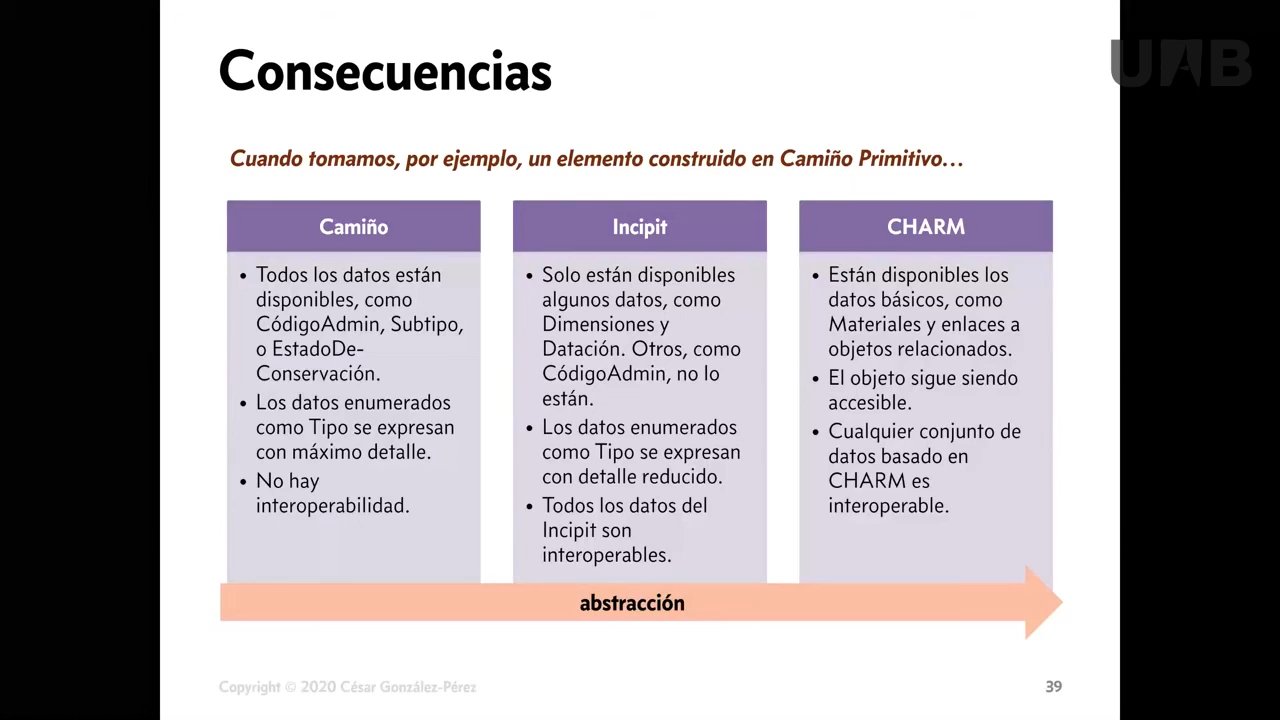 Consecuencias
UAB
Cuando tomamos, por ejemplo, un elemento construido en Camiño Primitivo…
Camiño
• Todos los datos están
disponibles, como
CódigoAdmin, Subtipo,
o EstadoDe-
Conservación.
• Los datos enumerados
como Tipo se expresan
con máximo detalle.
• No hay
interoperabilidad.
Incipit
• Solo están disponibles
algunos datos, como
Dimensiones y
Datación. Otros, como
CódigoAdmin, no lo
están.
• Los datos enumerados
como Tipo se expresan
con detalle reducido.
• Todos los datos del
Incipit son
interoperables.
CHARM
• Están disponibles los
datos básicos, como
Materiales y enlaces a
objetos relacionados.
• El objeto sigue siendo
accesible.
• Cualquier conjunto de
datos basado en
CHARM es
interoperable.
abstracción
Copyright © 2020 César González-Pérez
39